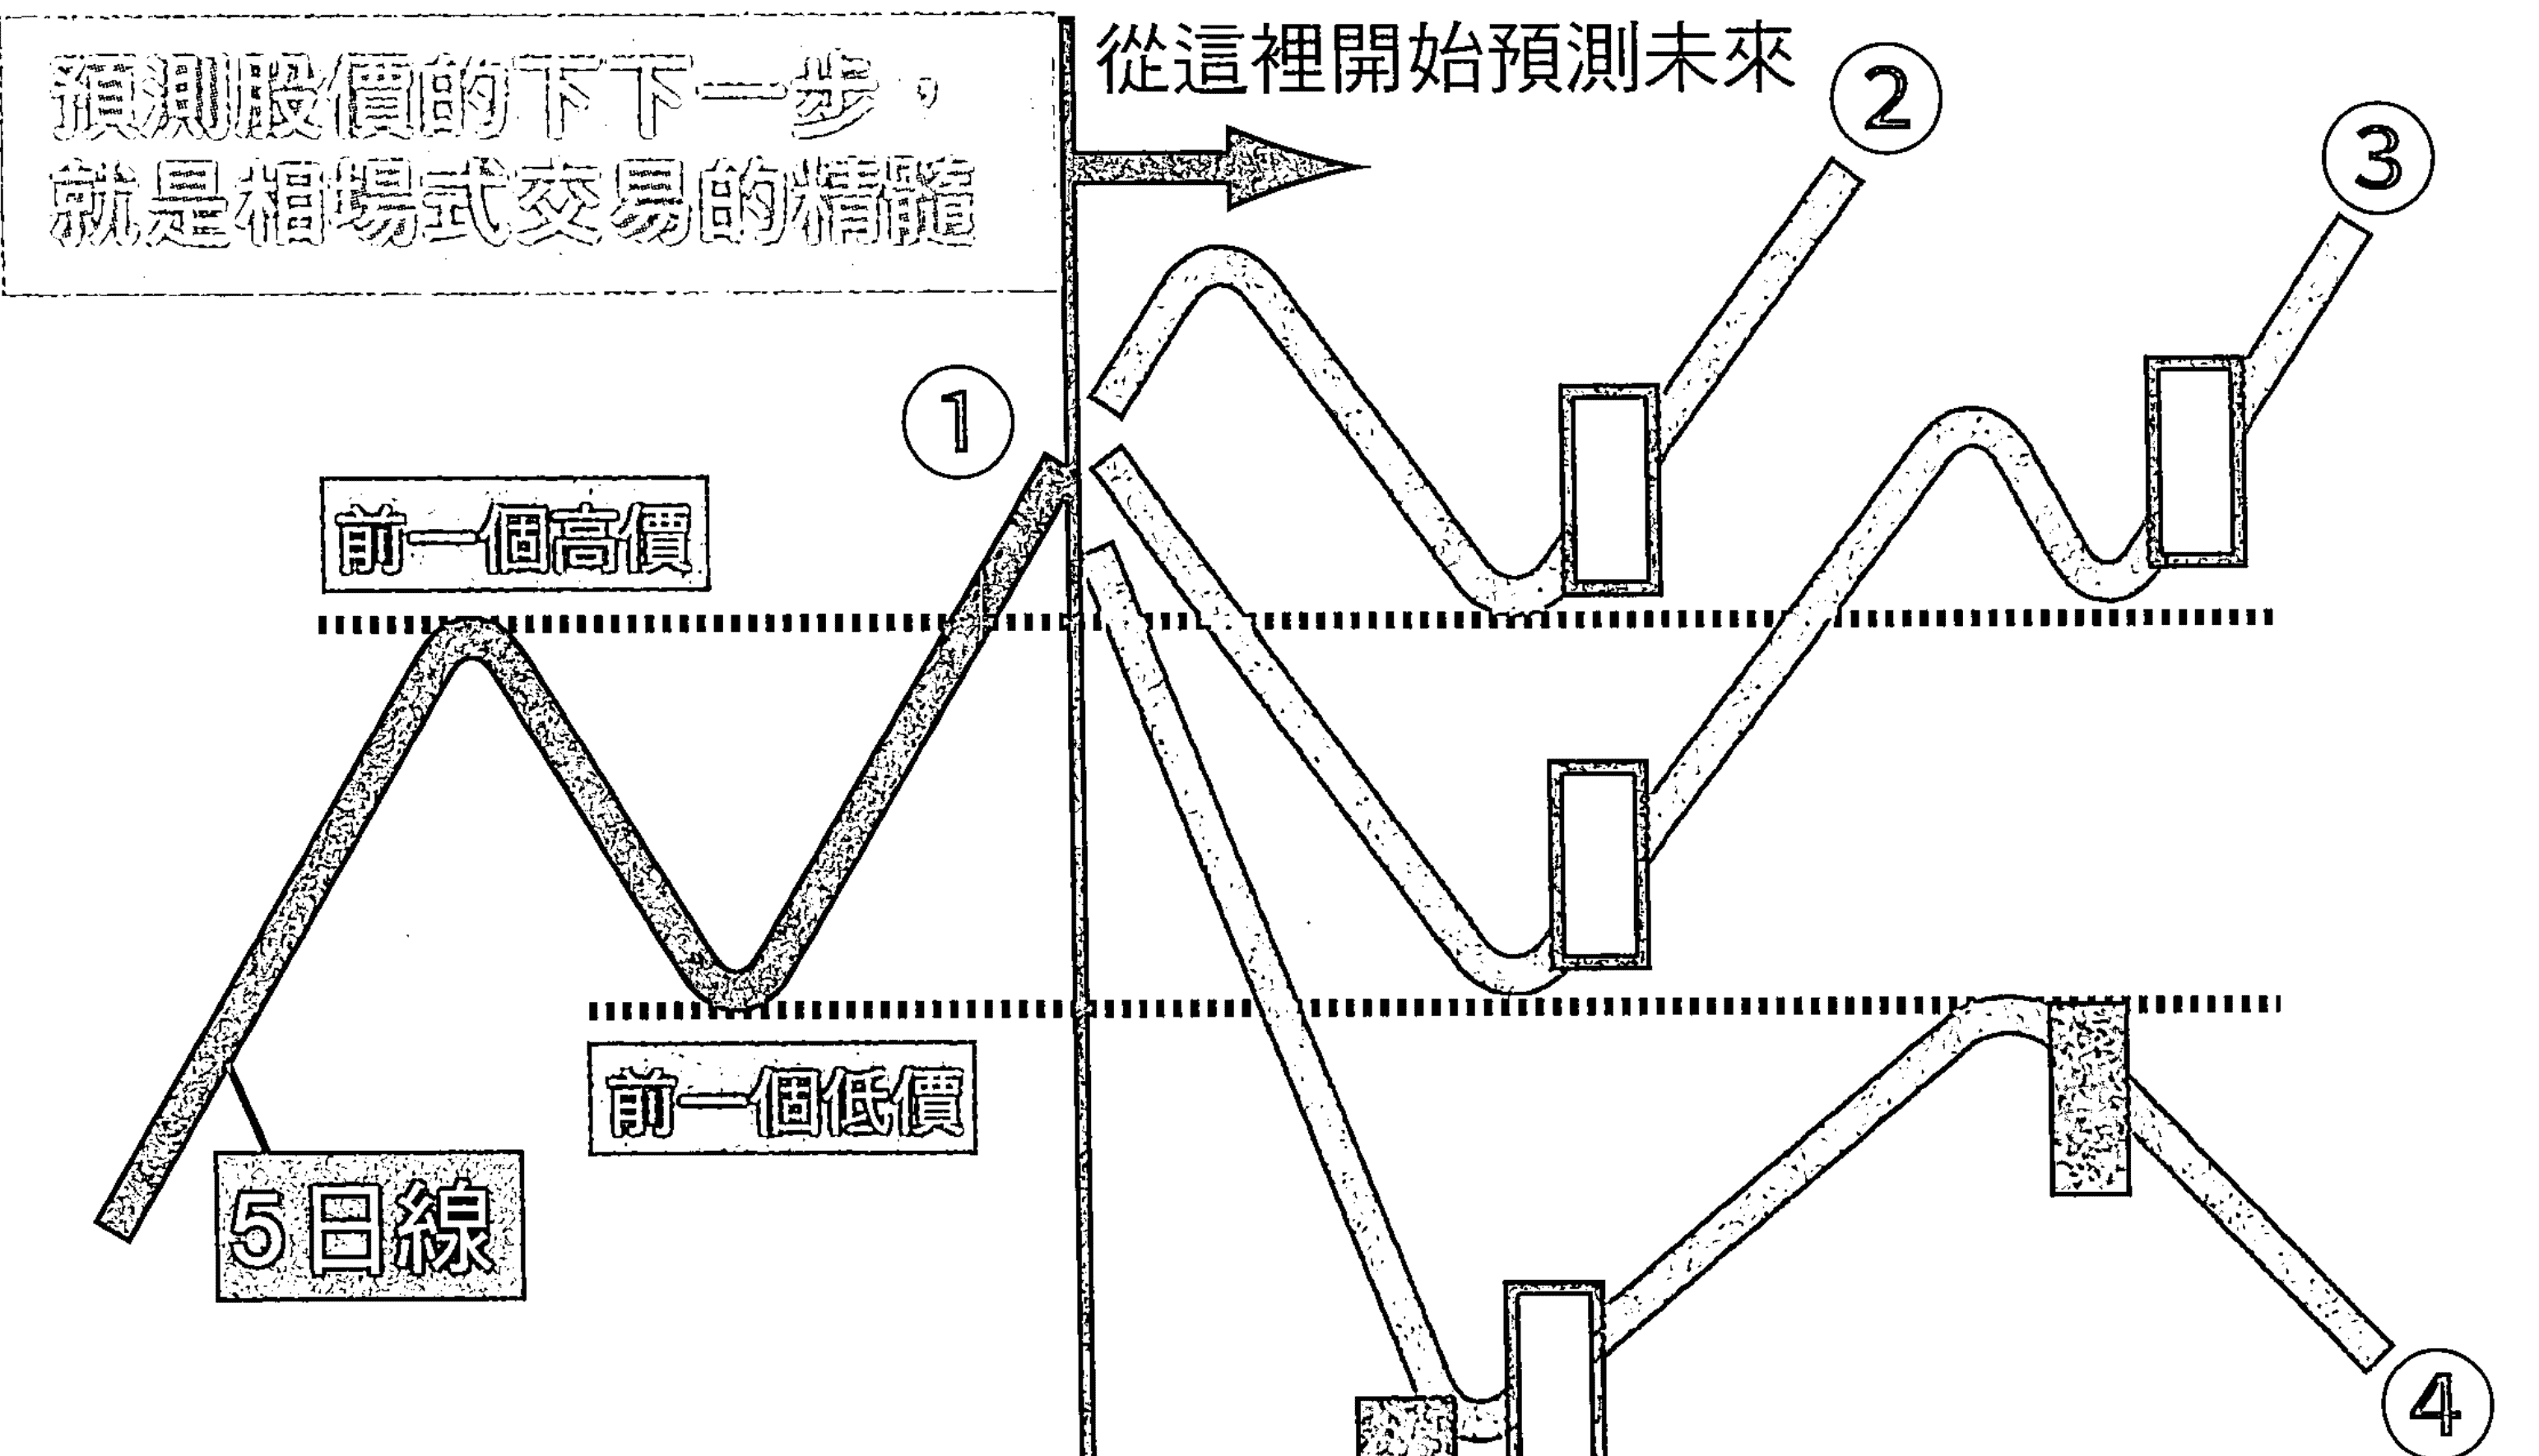 預測股價的下下一步，
就是相場式交易的精髓
從這裡開始預測未來
②
③
①
前一個高價
前一個低價
5日線
④